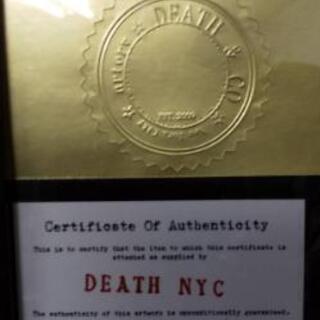 DEATH & CO
Certificate Of Authenticity
This is to certify that the item to which this certificate is
attached as supplied by
DEATH NYC
The authenticity of this artwork is unconditionally guaranteed.